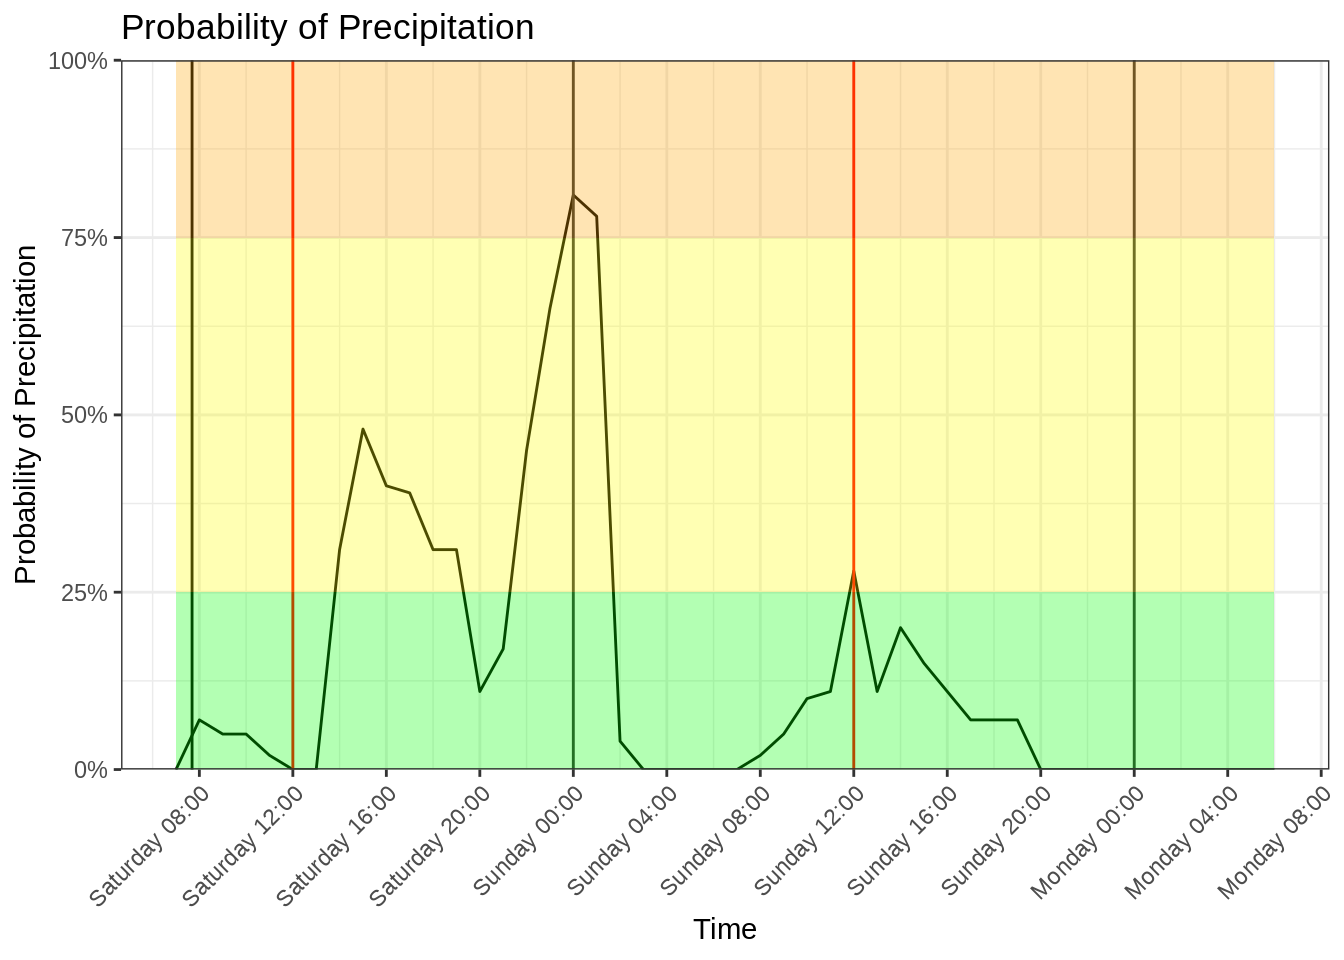 Probability of Precipitation
100%
75%
50%
25%
0%
Probability of Precipitation
Saturday 08:00
Saturday 12:00
Saturday 16:00
Saturday 20:00
Sunday 00:00
Sunday 04:00
Sunday 08:00
Sunday 12:00
Sunday 16:00
Sunday 20:00
Monday 00:00
Monday 04:00
Monday 08:00
Time